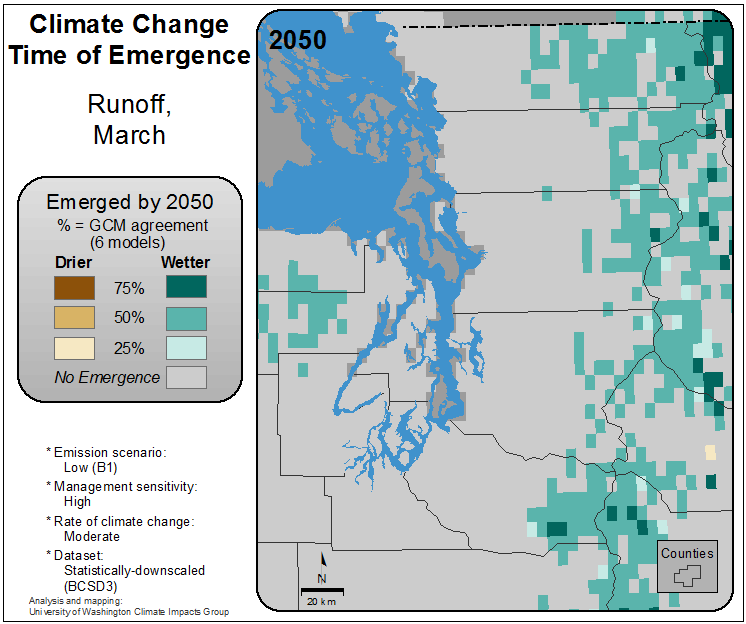 Climate Change
Time of Emergence
Runoff,
March
Emerged by 2050
% = GCM agreement
(6 models)
Drier Wetter
75%
50%
25%
No Emergence
* Emission scenario:
Low (B1)
* Management sensitivity:
High
* Rate of climate change:
Moderate
* Dataset:
Statistically-downscaled
(BCSD3)
Analysis and mapping:
University of Washington Climate Impacts Group
2050
N
20 km
Counties